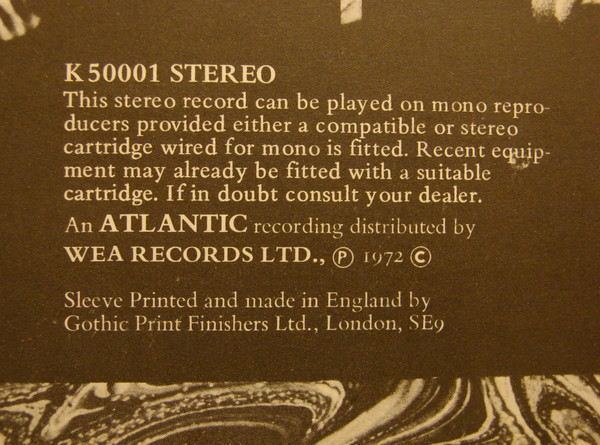 K 50001 STEREO
This stereo record can be played on mono repro-
ducers provided either a compatible or stereo
cartridge wired for mono is fitted. Recent equip-
ment may already be fitted with a suitable
cartridge. If in doubt consult your dealer.
An ATLANTIC recording distributed by
WEA RECORDS LTD., Ⓟ 1972 ©
Sleeve Printed and made in England by
Gothic Print Finishers Ltd., London, SE9